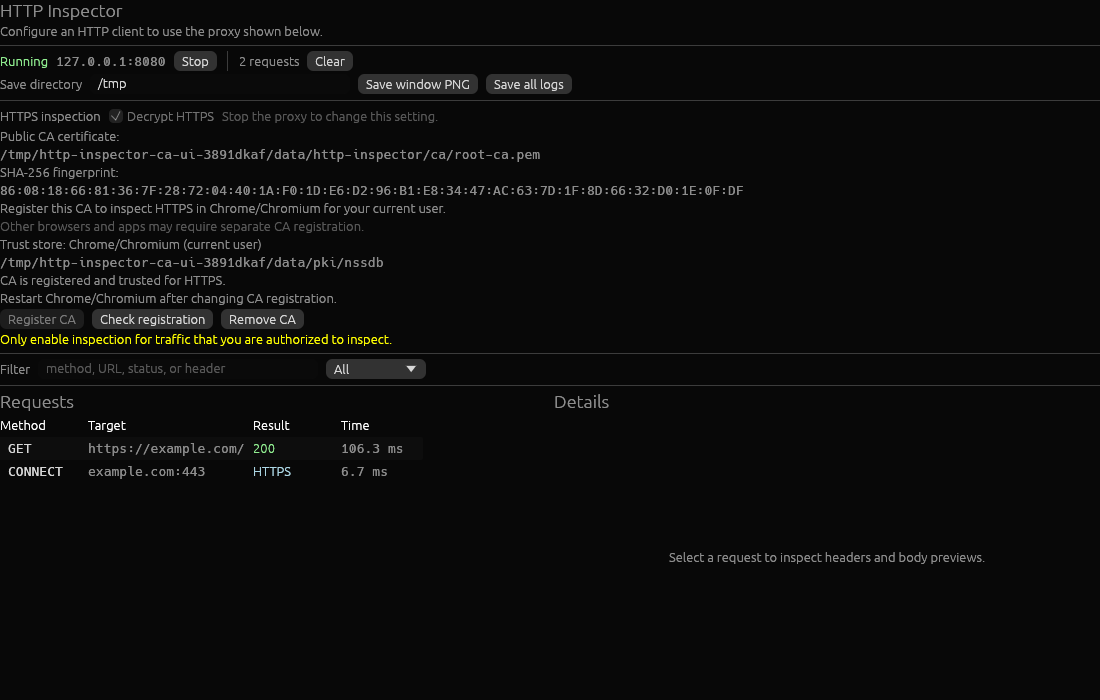 HTTP Inspector
Configure an HTTP client to use the proxy shown below.
Running 127.0.0.1:8080 Stop 2 requests Clear
Save directory /tmp Save window PNG Save all logs
HTTPS inspection Decrypt HTTPS Stop the proxy to change this setting.
Public CA certificate:
/tmp/http-inspector-ca-ui-3891dkaf/data/http-inspector/ca/root-ca.pem
SHA-256 fingerprint:
86:08:18:66:81:36:7F:28:72:04:40:1A:F0:1D:E6:D2:96:B1:E8:34:47:AC:63:7D:1F:8D:66:32:D0:1E:0F:DF
Register this CA to inspect HTTPS in Chrome/Chromium for your current user.
Other browsers and apps may require separate CA registration.
Trust store: Chrome/Chromium (current user)
/tmp/http-inspector-ca-ui-3891dkaf/data/pki/nssdb
CA is registered and trusted for HTTPS.
Restart Chrome/Chromium after changing CA registration.
Register CA Check registration Remove CA
Only enable inspection for traffic that you are authorized to inspect.
Filter method, URL, status, or header All
Requests Details
Method Target Result Time
GET https://example.com/ 200 106.3 ms
CONNECT example.com:443 HTTPS 6.7 ms
Select a request to inspect headers and body previews.